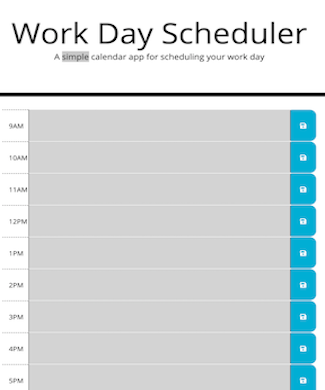 Work Day Scheduler
A simple calendar app for scheduling your work day
9AM
10AM
11AM
12PM
1PM
2PM
3PM
4PM
5PM